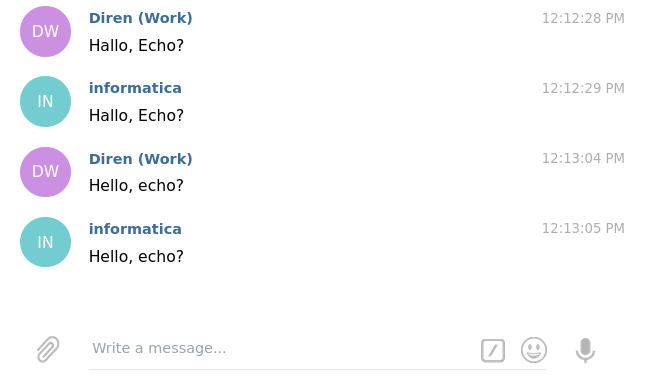 DW Diren (Work) 12:12:28 PM
Hallo, Echo?
IN informatica 12:12:29 PM
Hallo, Echo?
DW Diren (Work) 12:13:04 PM
Hello, echo?
IN informatica 12:13:05 PM
Hello, echo?
Write a message...